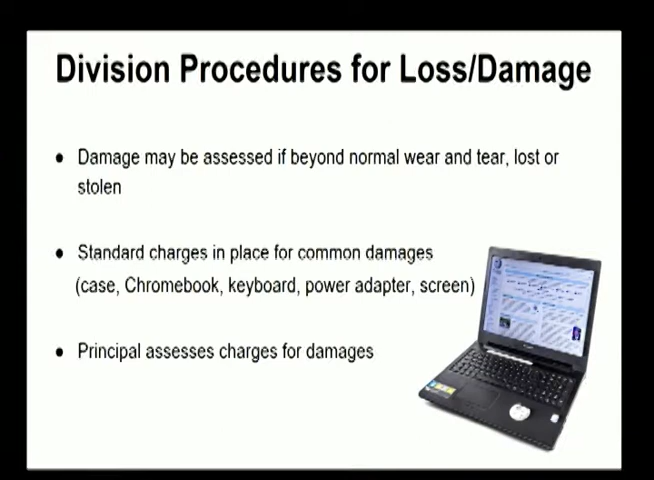 Division Procedures for Loss/Damage
● Damage may be assessed if beyond normal wear and tear, lost or
stolen
● Standard charges in place for common damages
(case, Chromebook, keyboard, power adapter, screen)
● Principal assesses charges for damages